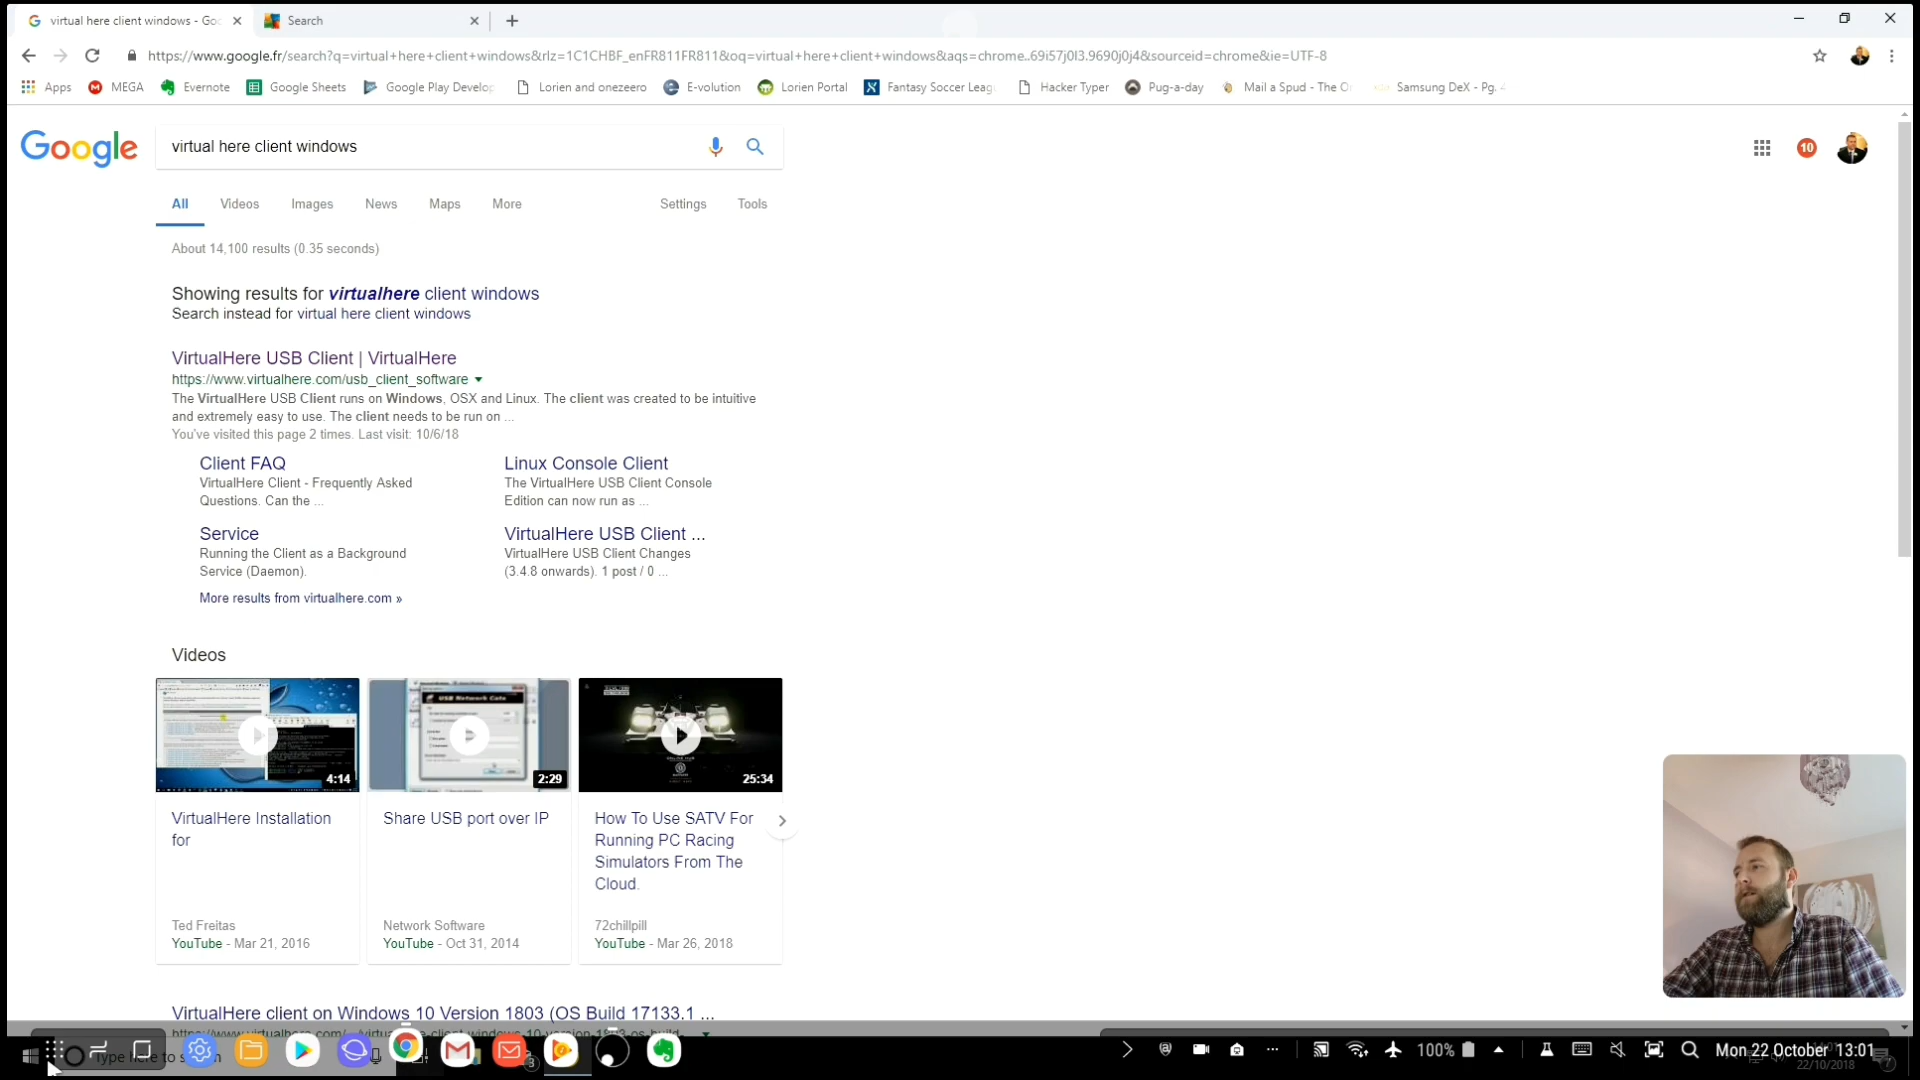 virtual here client windows - Goo
Search
https://www.google.fr/search?q=virtual+here+client+windows&rlz=1C1CHBF_enFR811FR811&oq=virtual+here+client+windows&aqs=chrome..69i57j0l3.9690j0j4&sourceid=chrome&ie=UTF-8
Apps MEGA Evernote Google Sheets Google Play Develop Lorien and onezeero E-volution Lorien Portal Fantasy Soccer Leag Hacker Typer Pug-a-day Mail a Spud - The O Samsung DeX - Pg. 4
Google
virtual here client windows
10
All Videos Images News Maps More Settings Tools
About 14,100 results (0.35 seconds)
Showing results for virtualhere client windows
Search instead for virtual here client windows
VirtualHere USB Client | VirtualHere
https://www.virtualhere.com/usb_client_software
The VirtualHere USB Client runs on Windows, OSX and Linux. The client was created to be intuitive
and extremely easy to use. The client needs to be run on ...
You've visited this page 2 times. Last visit: 10/6/18
Client FAQ
VirtualHere Client - Frequently Asked
Questions. Can the ...
Linux Console Client
The VirtualHere USB Client Console
Edition can now run as ...
Service
Running the Client as a Background
Service (Daemon).
VirtualHere USB Client ...
VirtualHere USB Client Changes
(3.4.8 onwards). 1 post / 0 ...
More results from virtualhere.com »
Videos
4:14
USB Network Gate
2:29
25:34
VirtualHere Installation
for
Ted Freitas
YouTube - Mar 21, 2016
Share USB port over IP
Network Software
YouTube - Oct 31, 2014
How To Use SATV For
Running PC Racing
Simulators From The
Cloud.
72chillpill
YouTube - Mar 26, 2018
VirtualHere client on Windows 10 Version 1803 (OS Build 17133.1 ...
Type here to
3
100%
Mon 22 October 13:01
22/10/2018